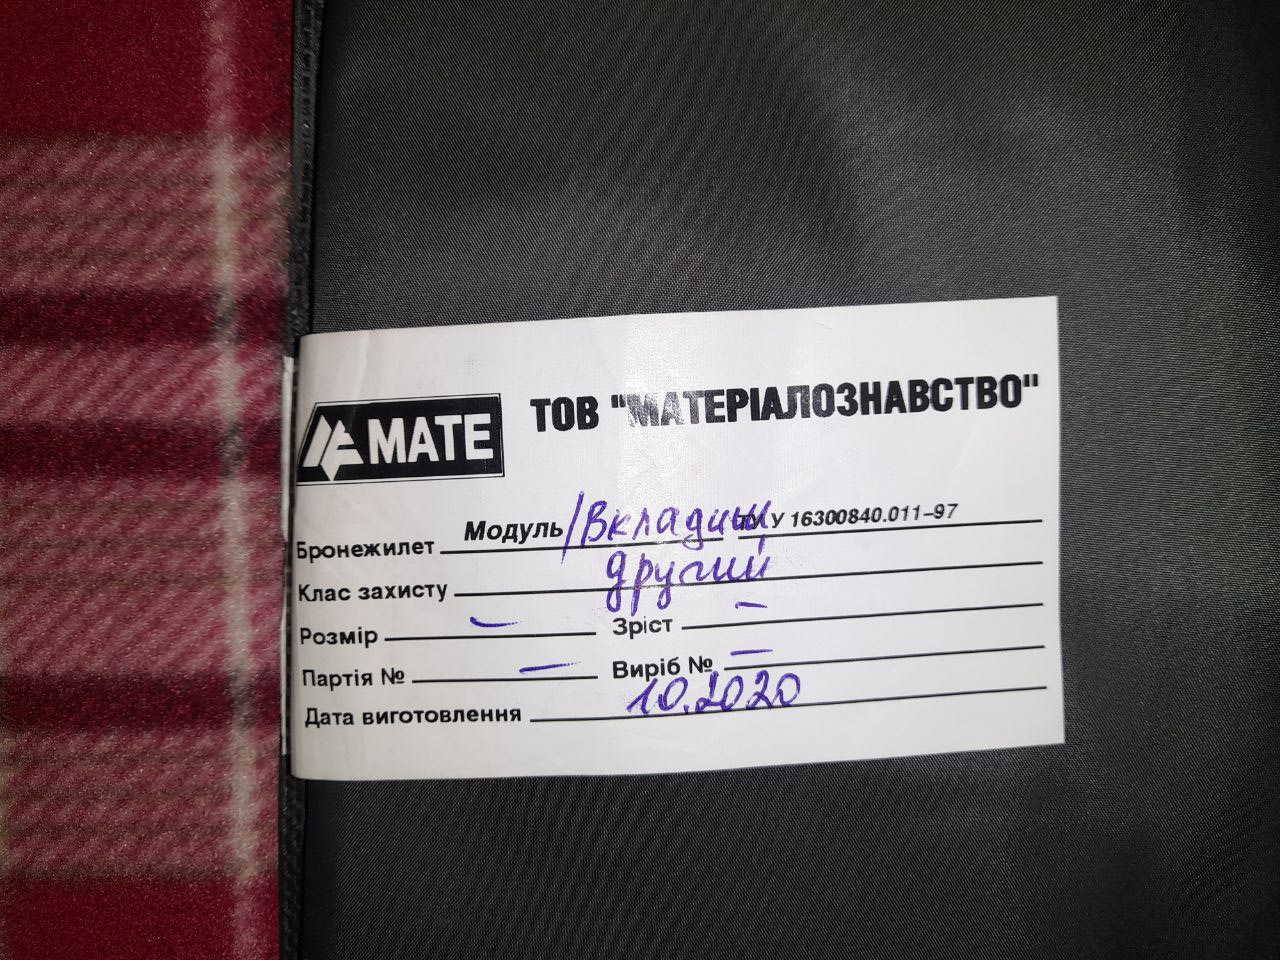 MATE
ТОВ "МАТЕРІАЛОЗНАВСТВО"
Бронежилет Модуль/Вкладиш ТУ У 16300840.011-97
Клас захисту другий
Розмір – Зріст –
Партія № – Виріб № –
Дата виготовлення 10.2020